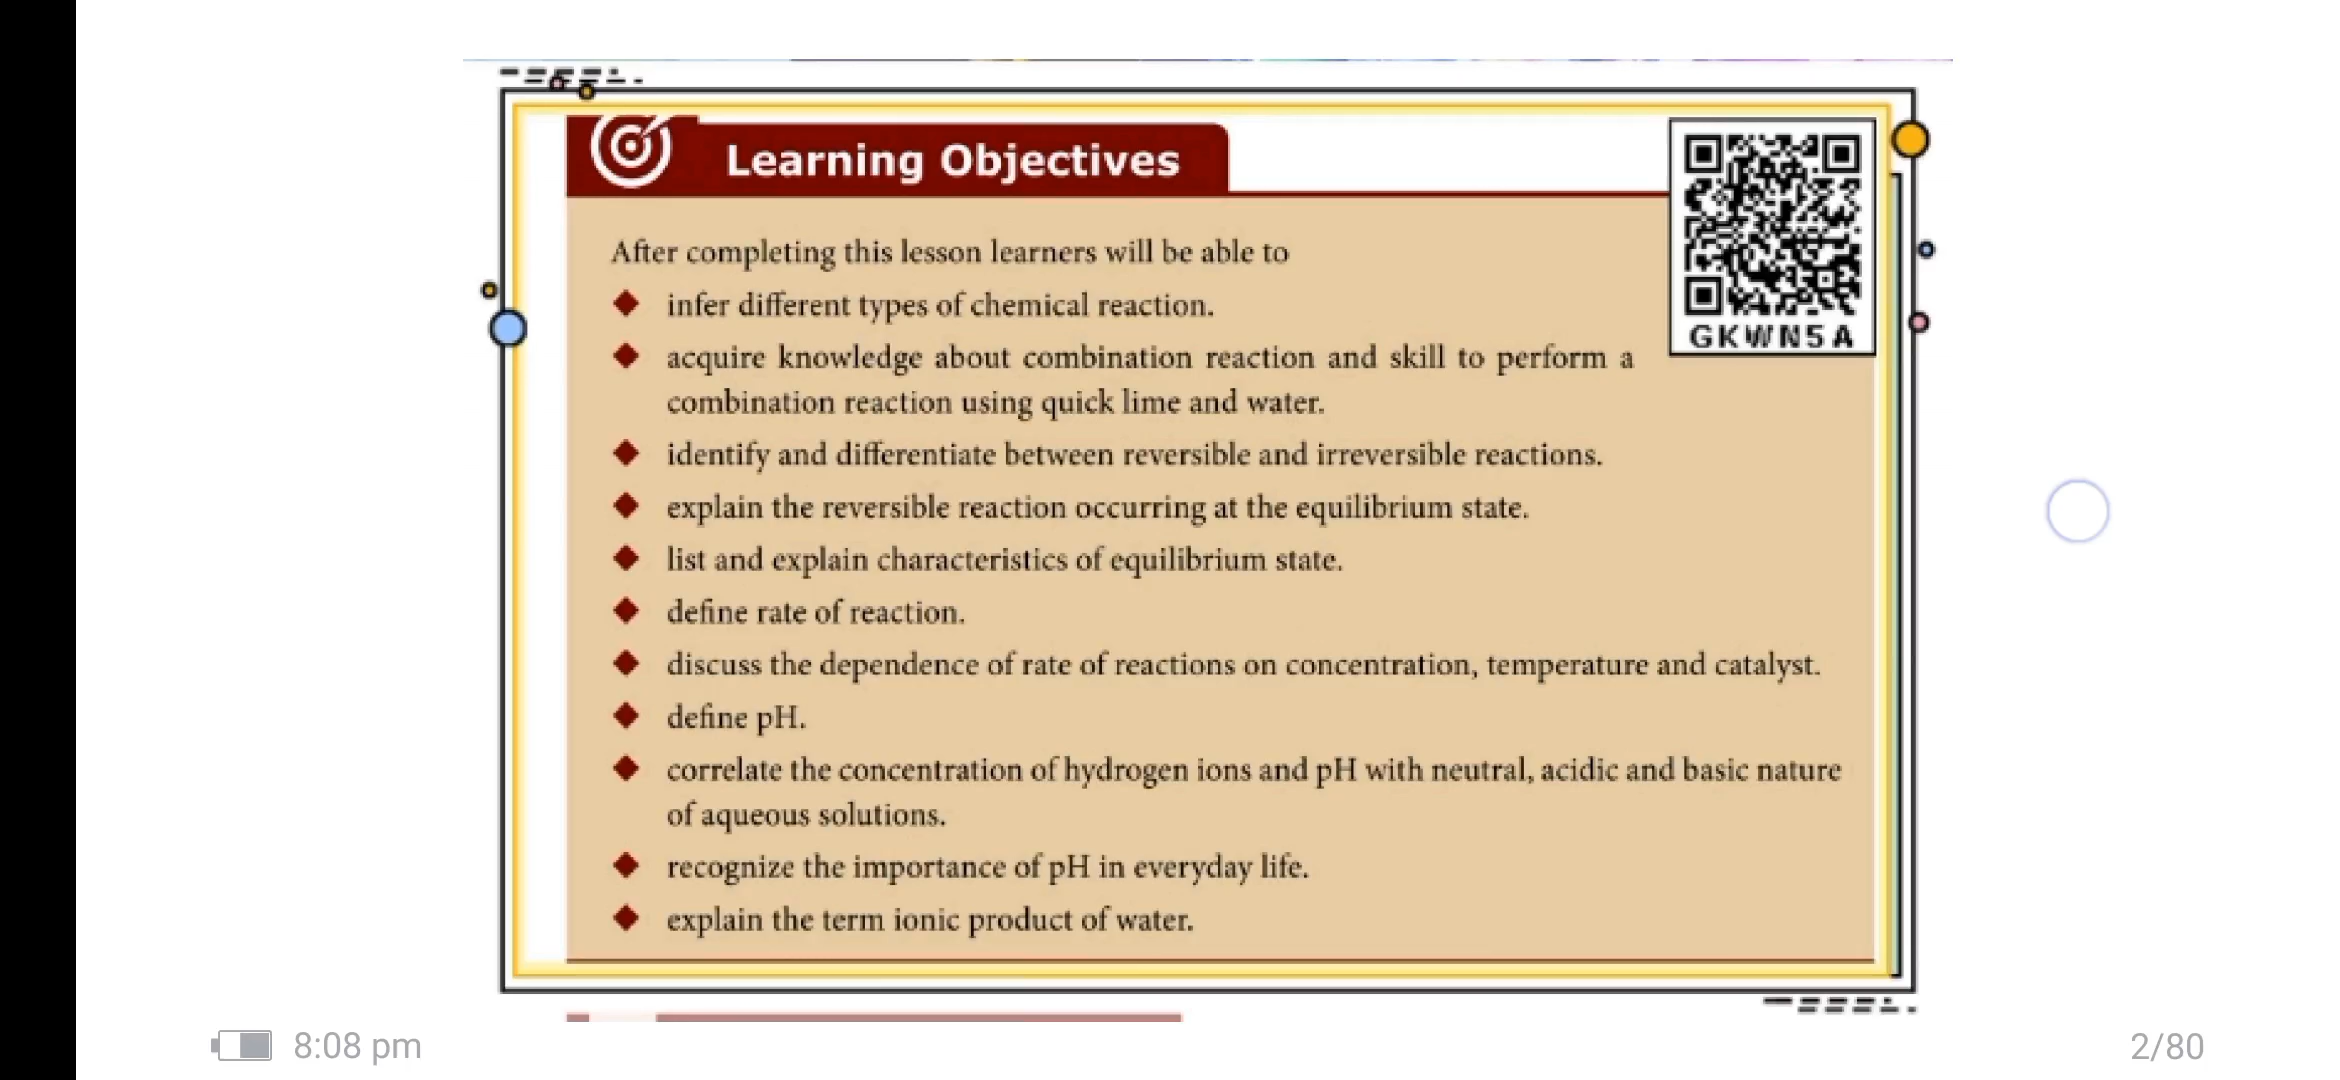 Learning Objectives
After completing this lesson learners will be able to
infer different types of chemical reaction.
acquire knowledge about combination reaction and skill to perform a
combination reaction using quick lime and water.
identify and differentiate between reversible and irreversible reactions.
explain the reversible reaction occurring at the equilibrium state.
list and explain characteristics of equilibrium state.
define rate of reaction.
discuss the dependence of rate of reactions on concentration, temperature and catalyst.
define pH.
correlate the concentration of hydrogen ions and pH with neutral, acidic and basic nature
of aqueous solutions.
recognize the importance of pH in everyday life.
explain the term ionic product of water.
GKWN5A
8:08 pm
2/80